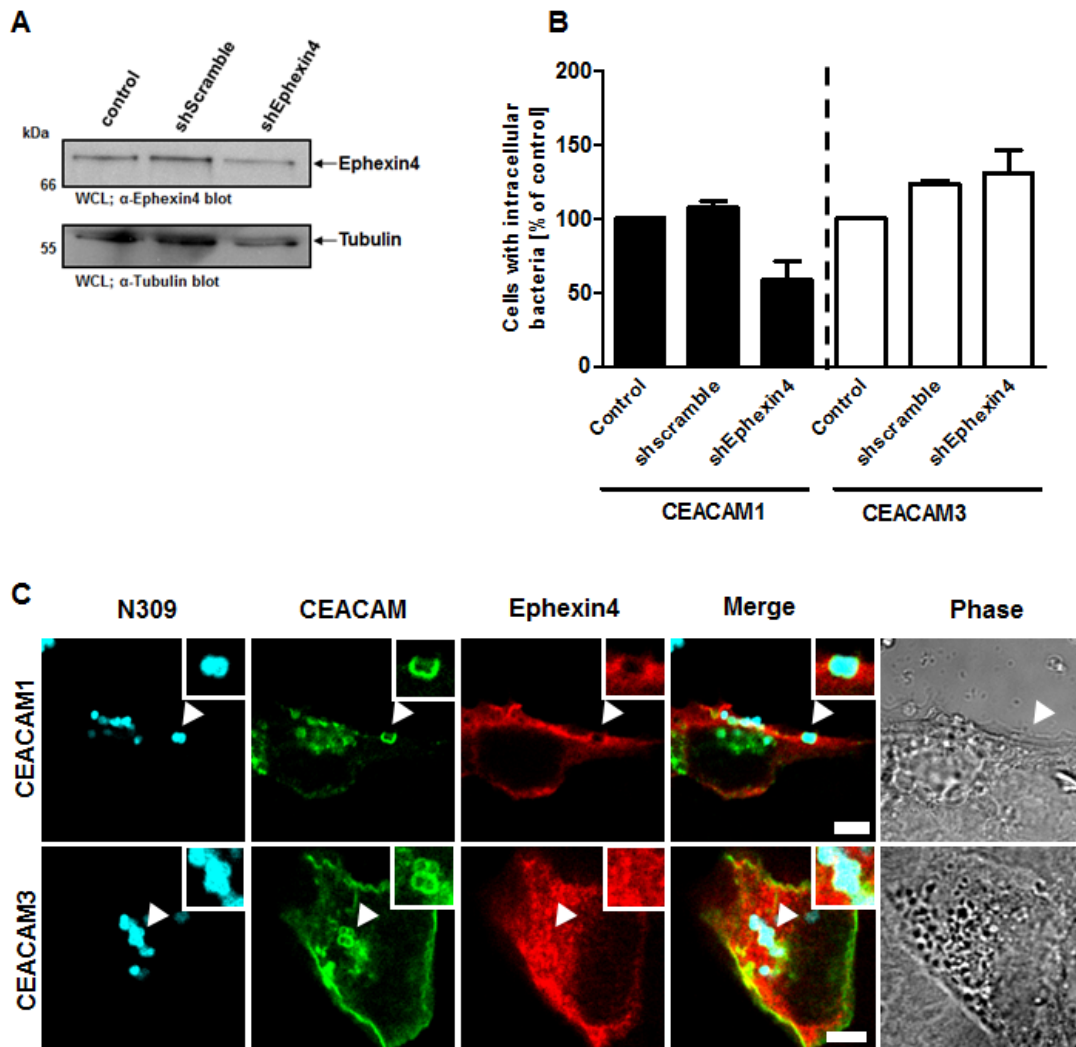 A
control
shScramble
shEphexin4
kDa
66
Ephexin4
WCL; α-Ephexin4 blot
55
Tubulin
WCL; α-Tubulin blot
B
Cells with intracellular
bacteria [% of control]
200
150
100
50
0
Control
shscramble
shEphexin4
Control
shscramble
shEphexin4
CEACAM1
CEACAM3
C
N309
CEACAM
Ephexin4
Merge
Phase
CEACAM1
CEACAM3